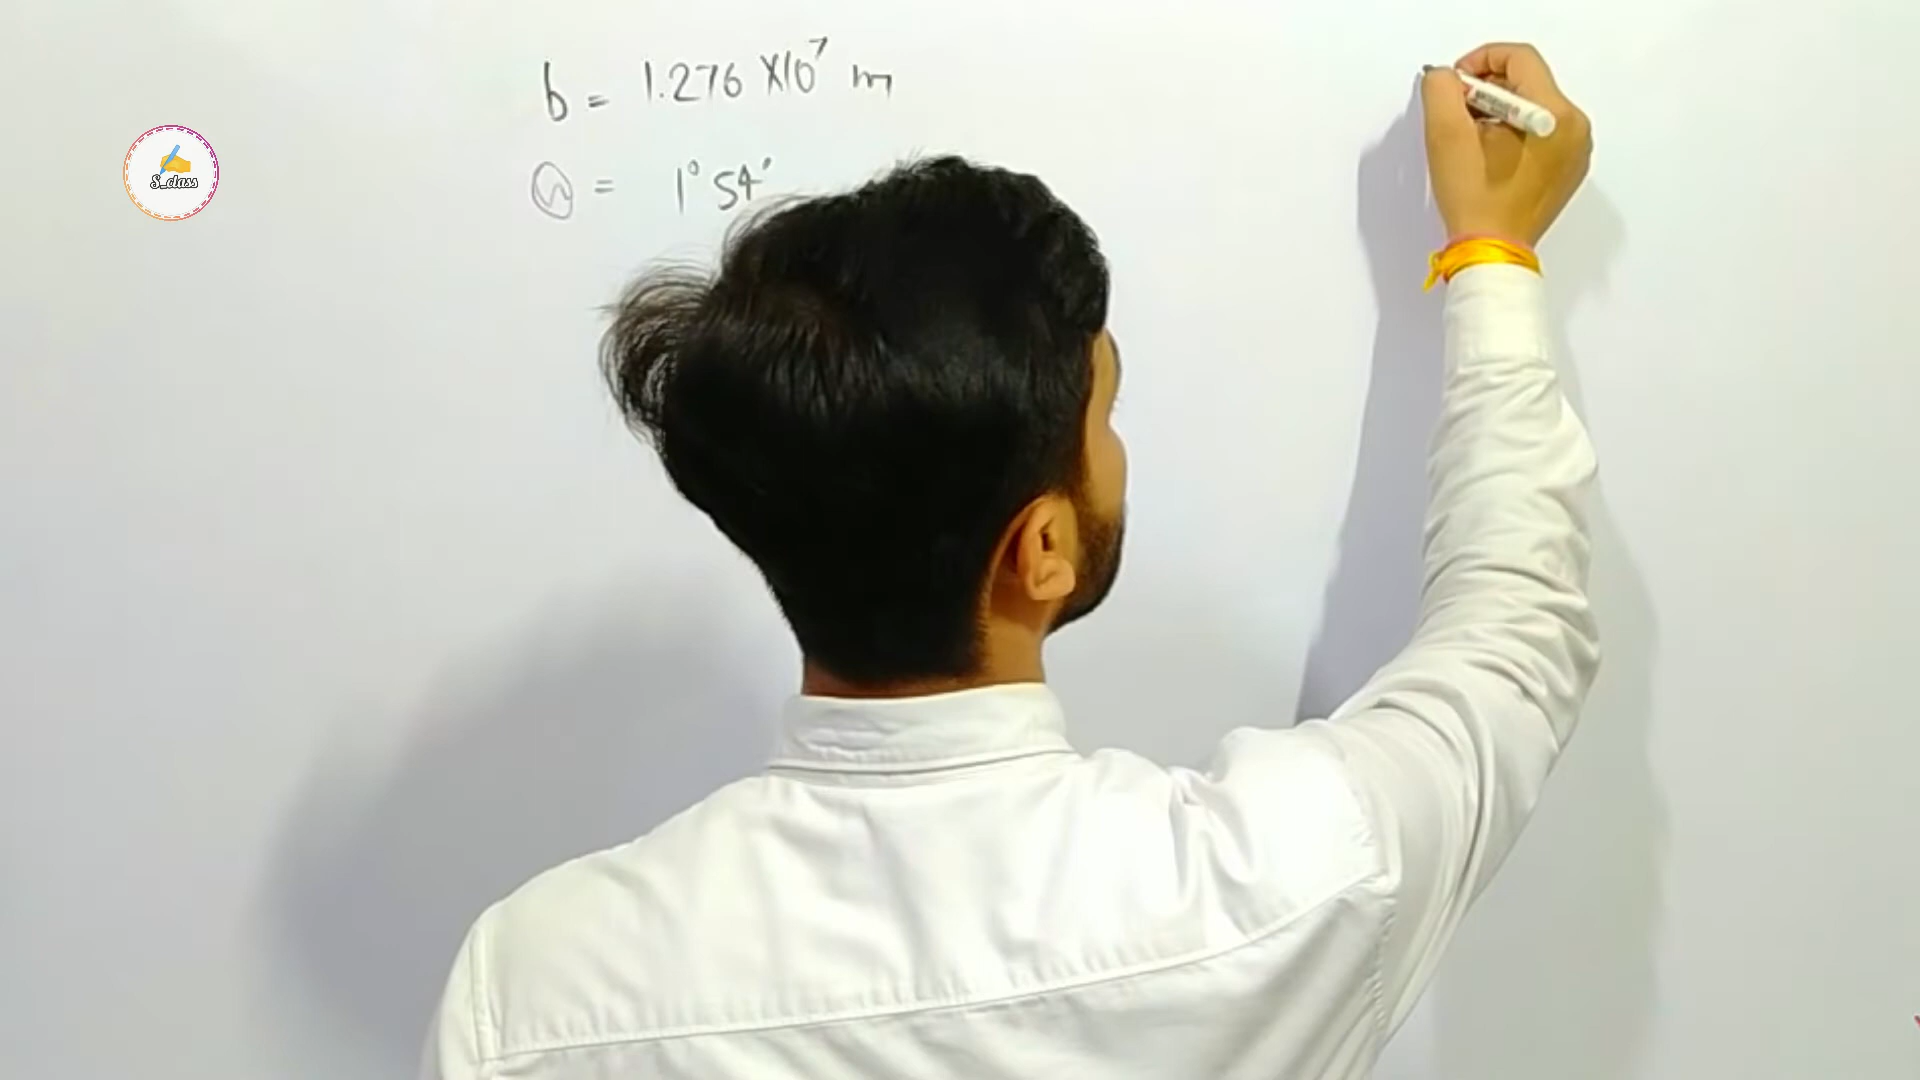 b = 1.276 X10⁷ m
S_class
θ = 1° 54'